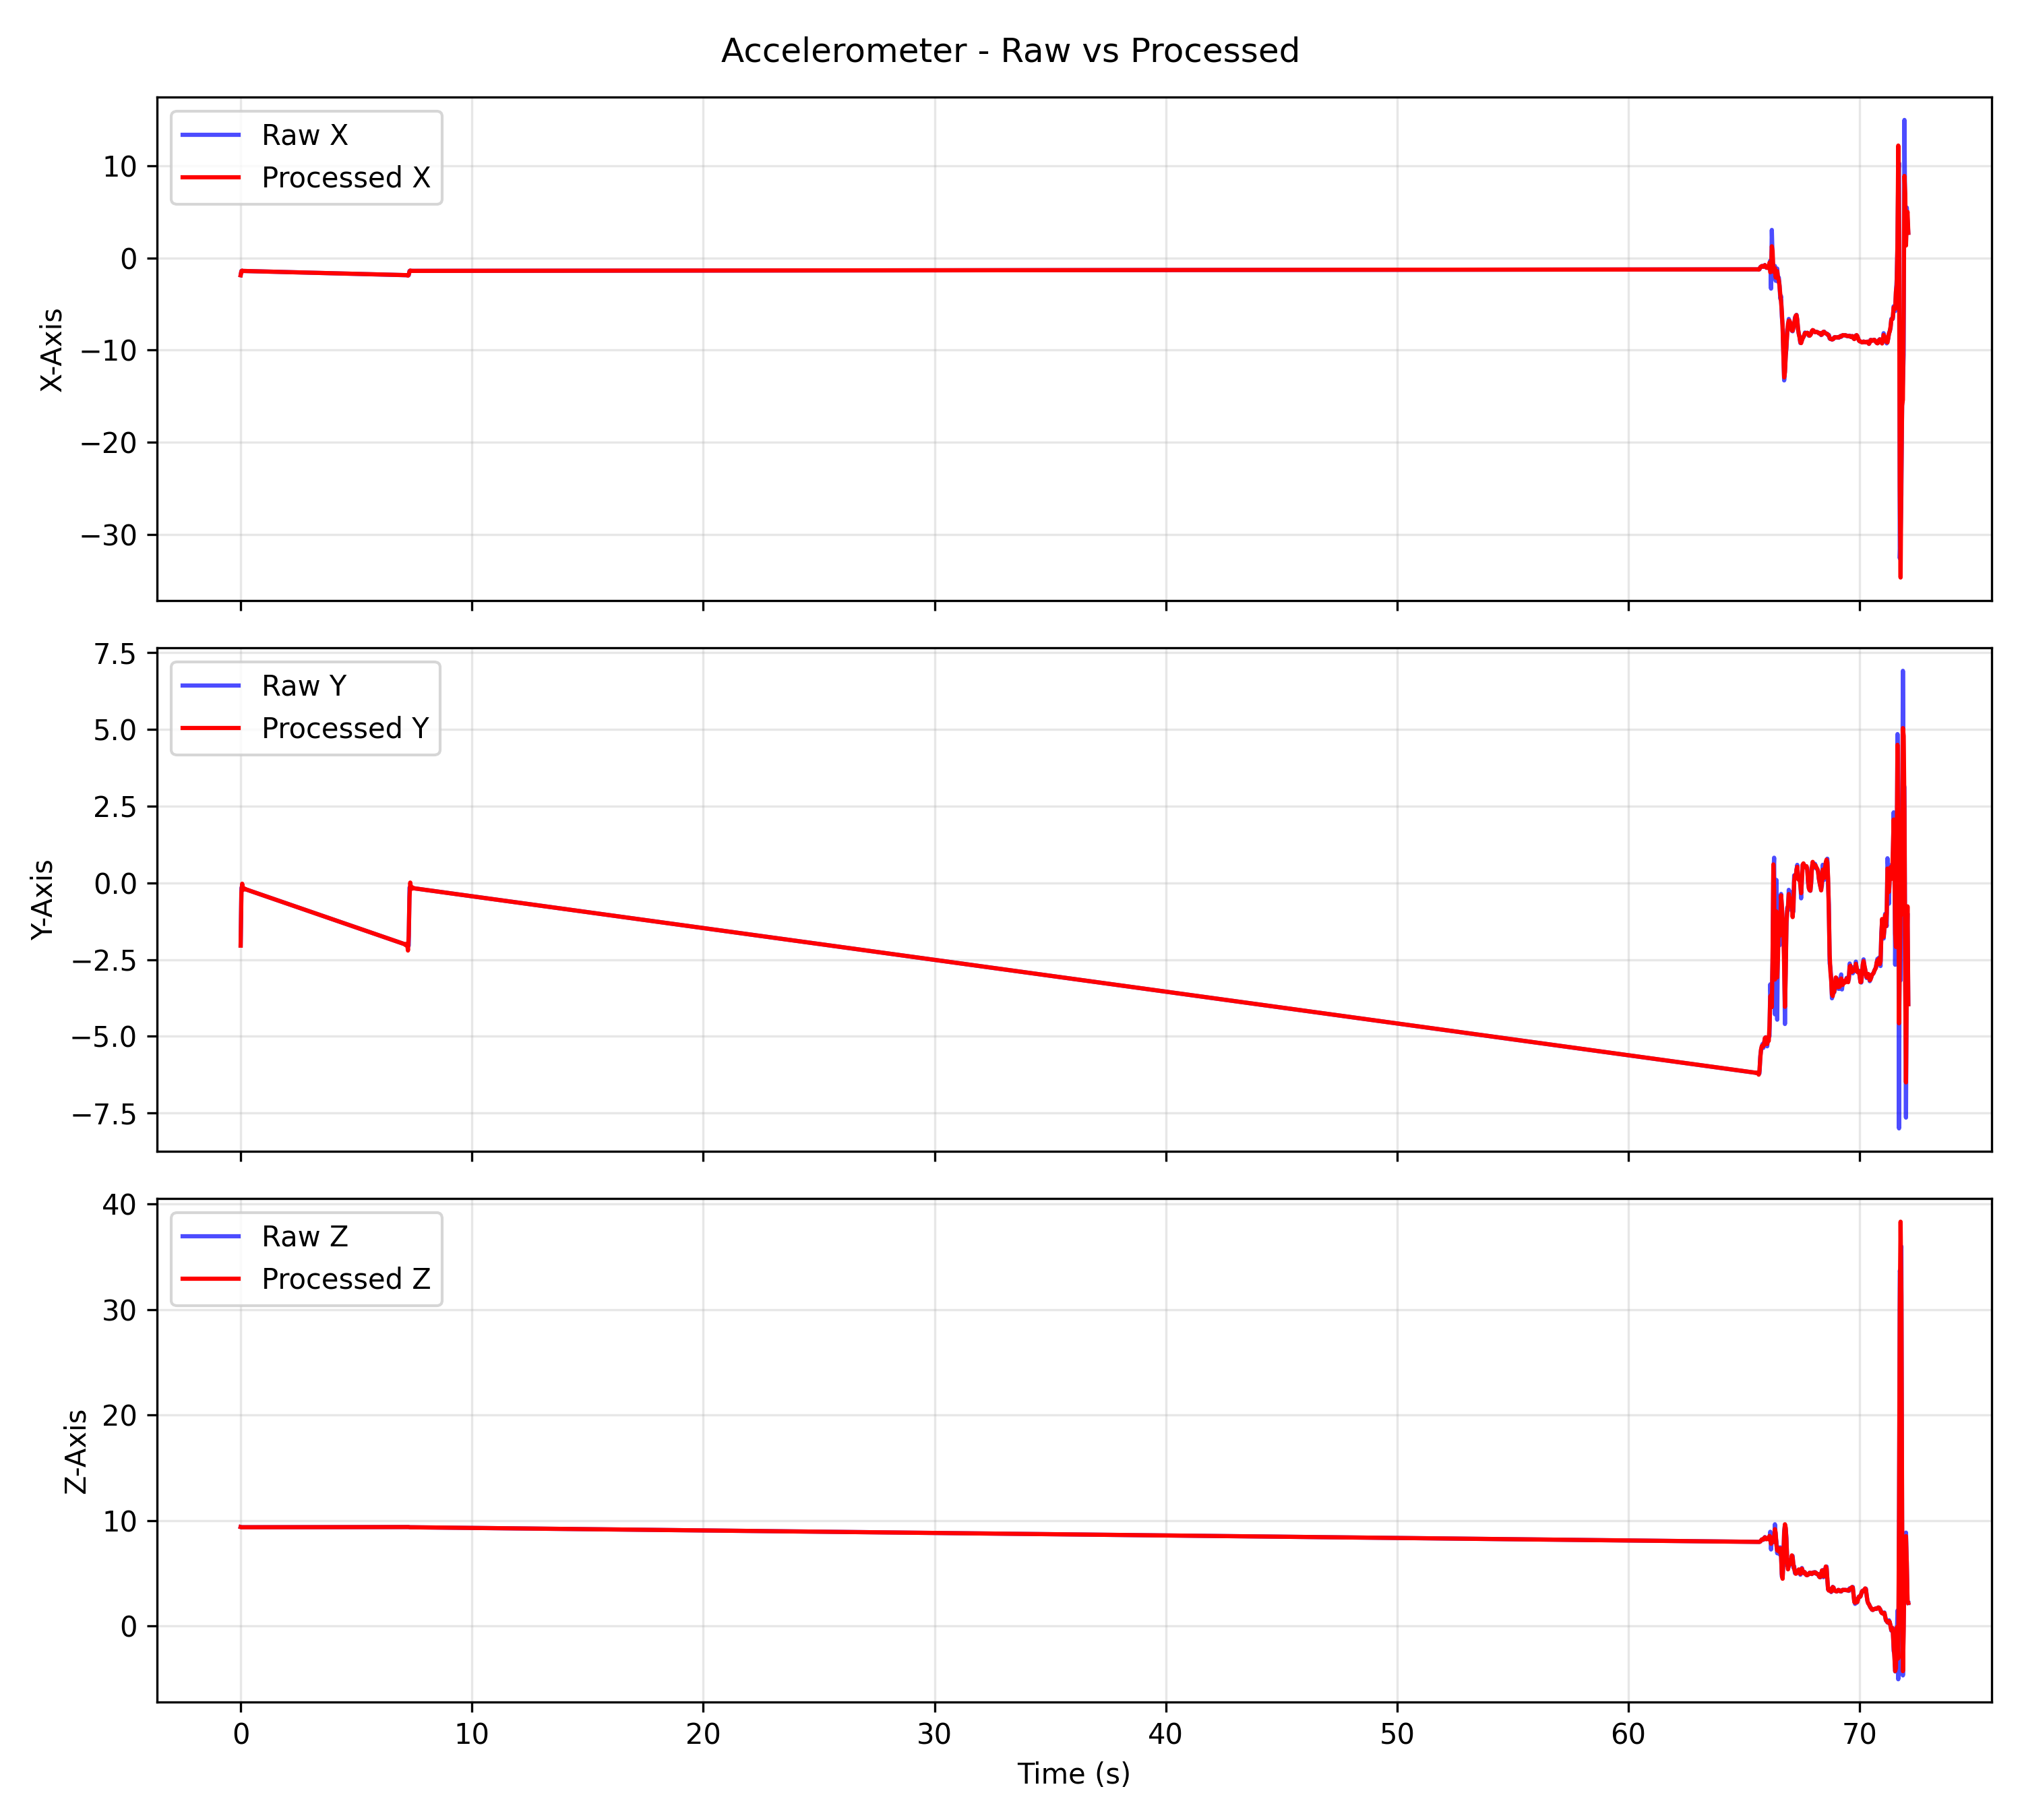 Accelerometer - Raw vs Processed
Raw X
Processed X
X-Axis
10
0
−10
−20
−30
Raw Y
Processed Y
Y-Axis
7.5
5.0
2.5
0.0
−2.5
−5.0
−7.5
Raw Z
Processed Z
Z-Axis
40
30
20
10
0
0 10 20 30 40 50 60 70
Time (s)